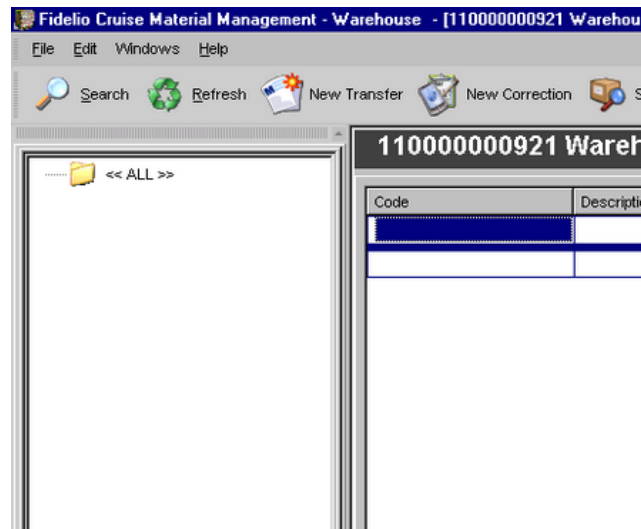 Fidelio Cruise Material Management - Warehouse - [110000000921 Warehou
File Edit Windows Help
Search Refresh New Transfer New Correction S
110000000921 Wareh
<< ALL >>
Code Descripti